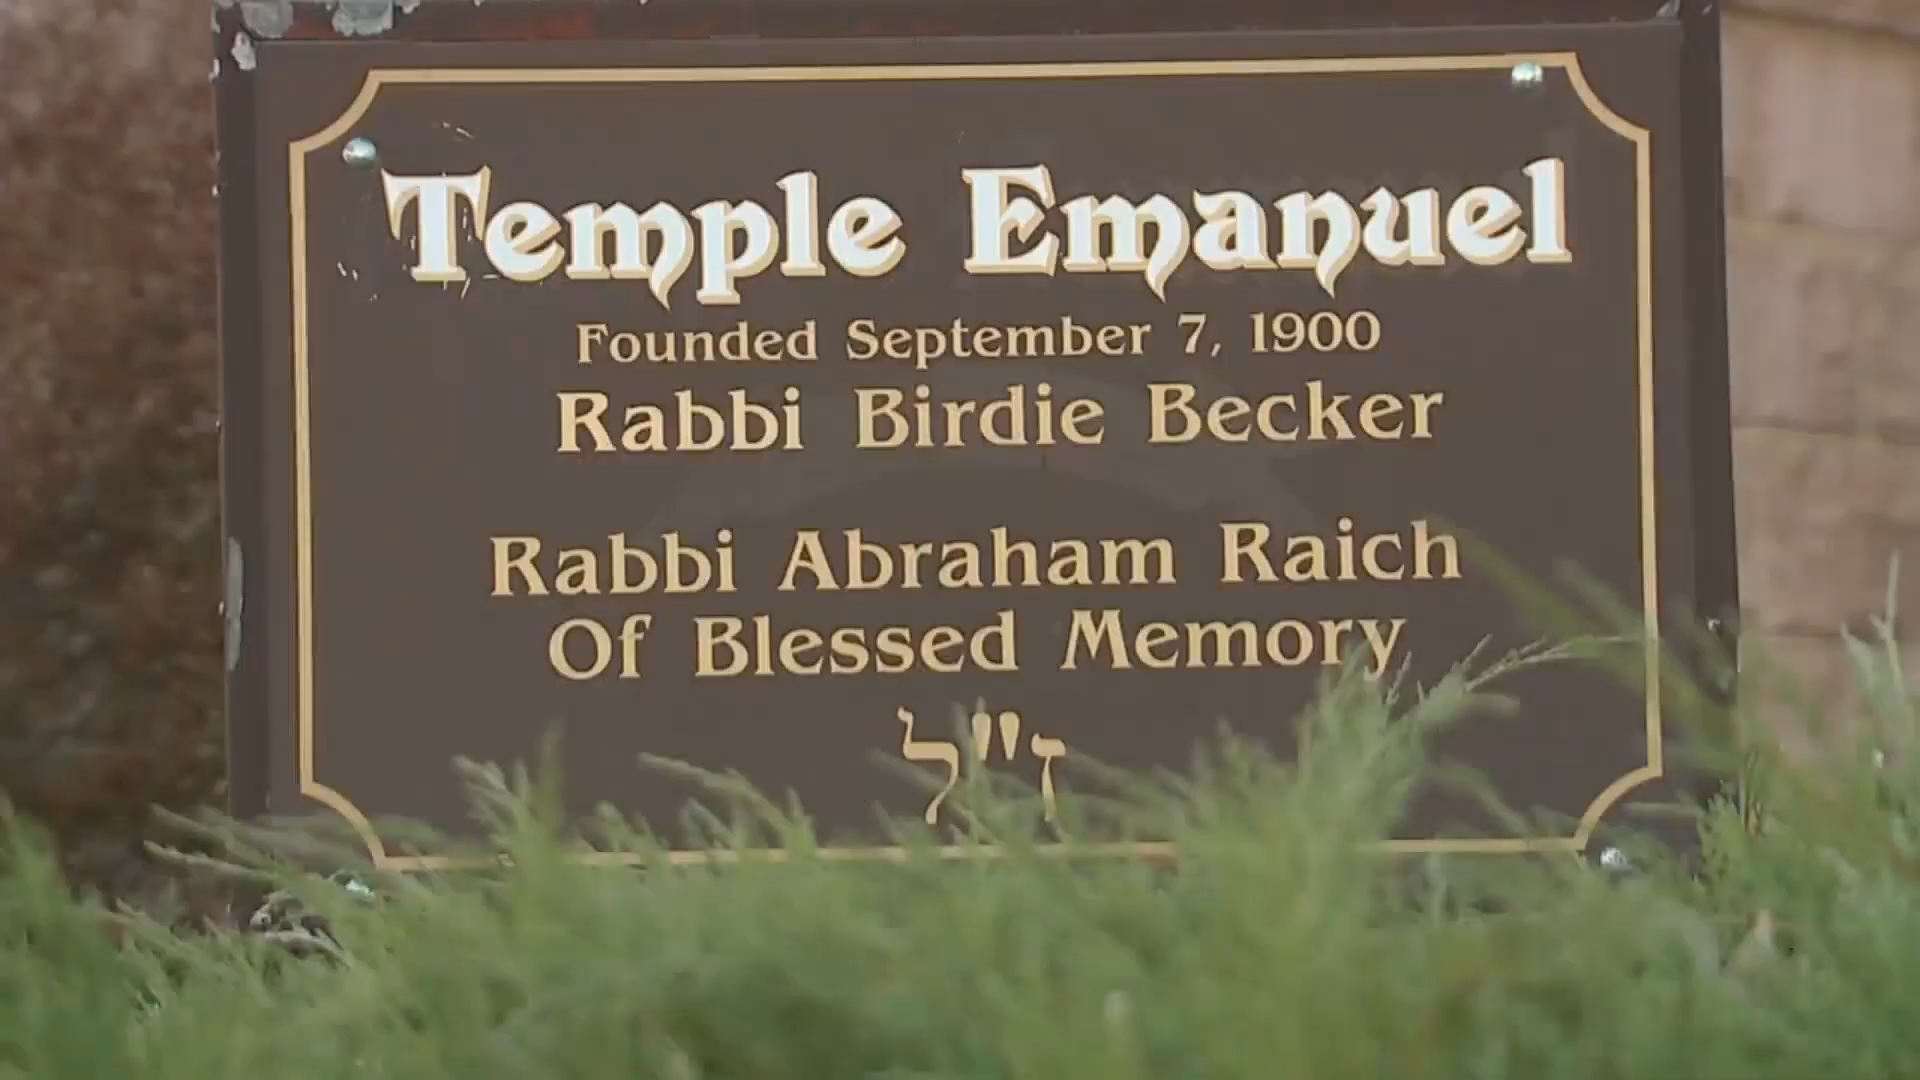 Temple Emanuel
Founded September 7, 1900
Rabbi Birdie Becker
Rabbi Abraham Raich
Of Blessed Memory
ז"ל